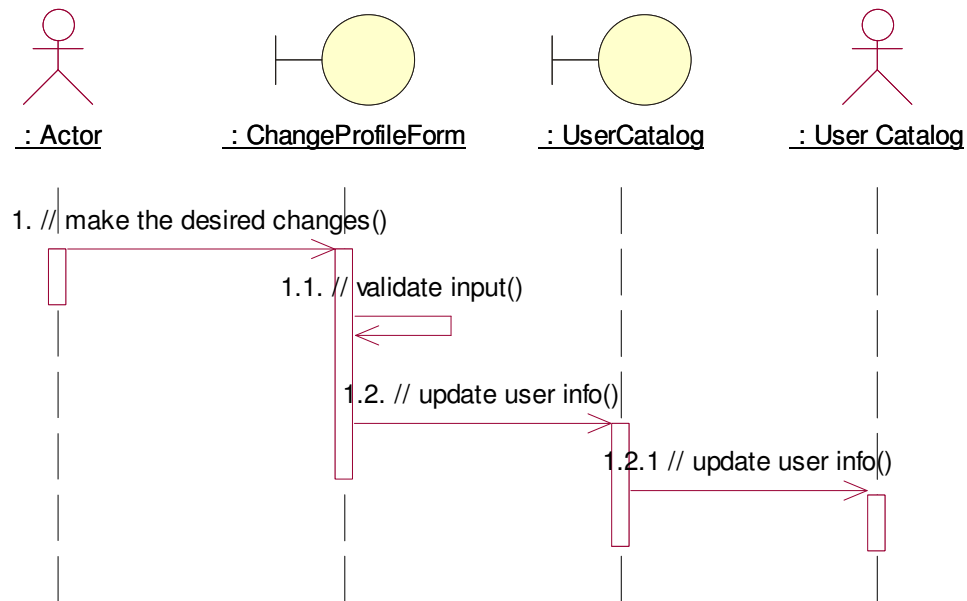 : Actor
: ChangeProfileForm
: UserCatalog
: User Catalog
1. // make the desired changes()
1.1. // validate input()
1.2. // update user info()
1.2.1 // update user info()